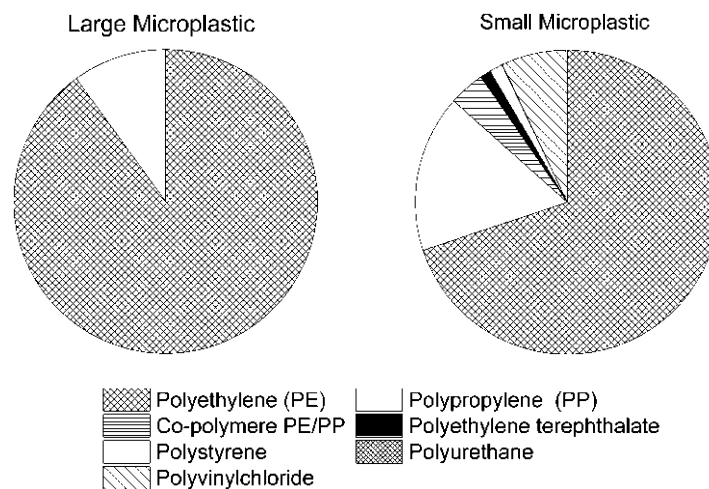 Large Microplastic
Small Microplastic
Polyethylene (PE)
Polypropylene (PP)
Co-polymere PE/PP
Polyethylene terephthalate
Polystyrene
Polyurethane
Polyvinylchloride